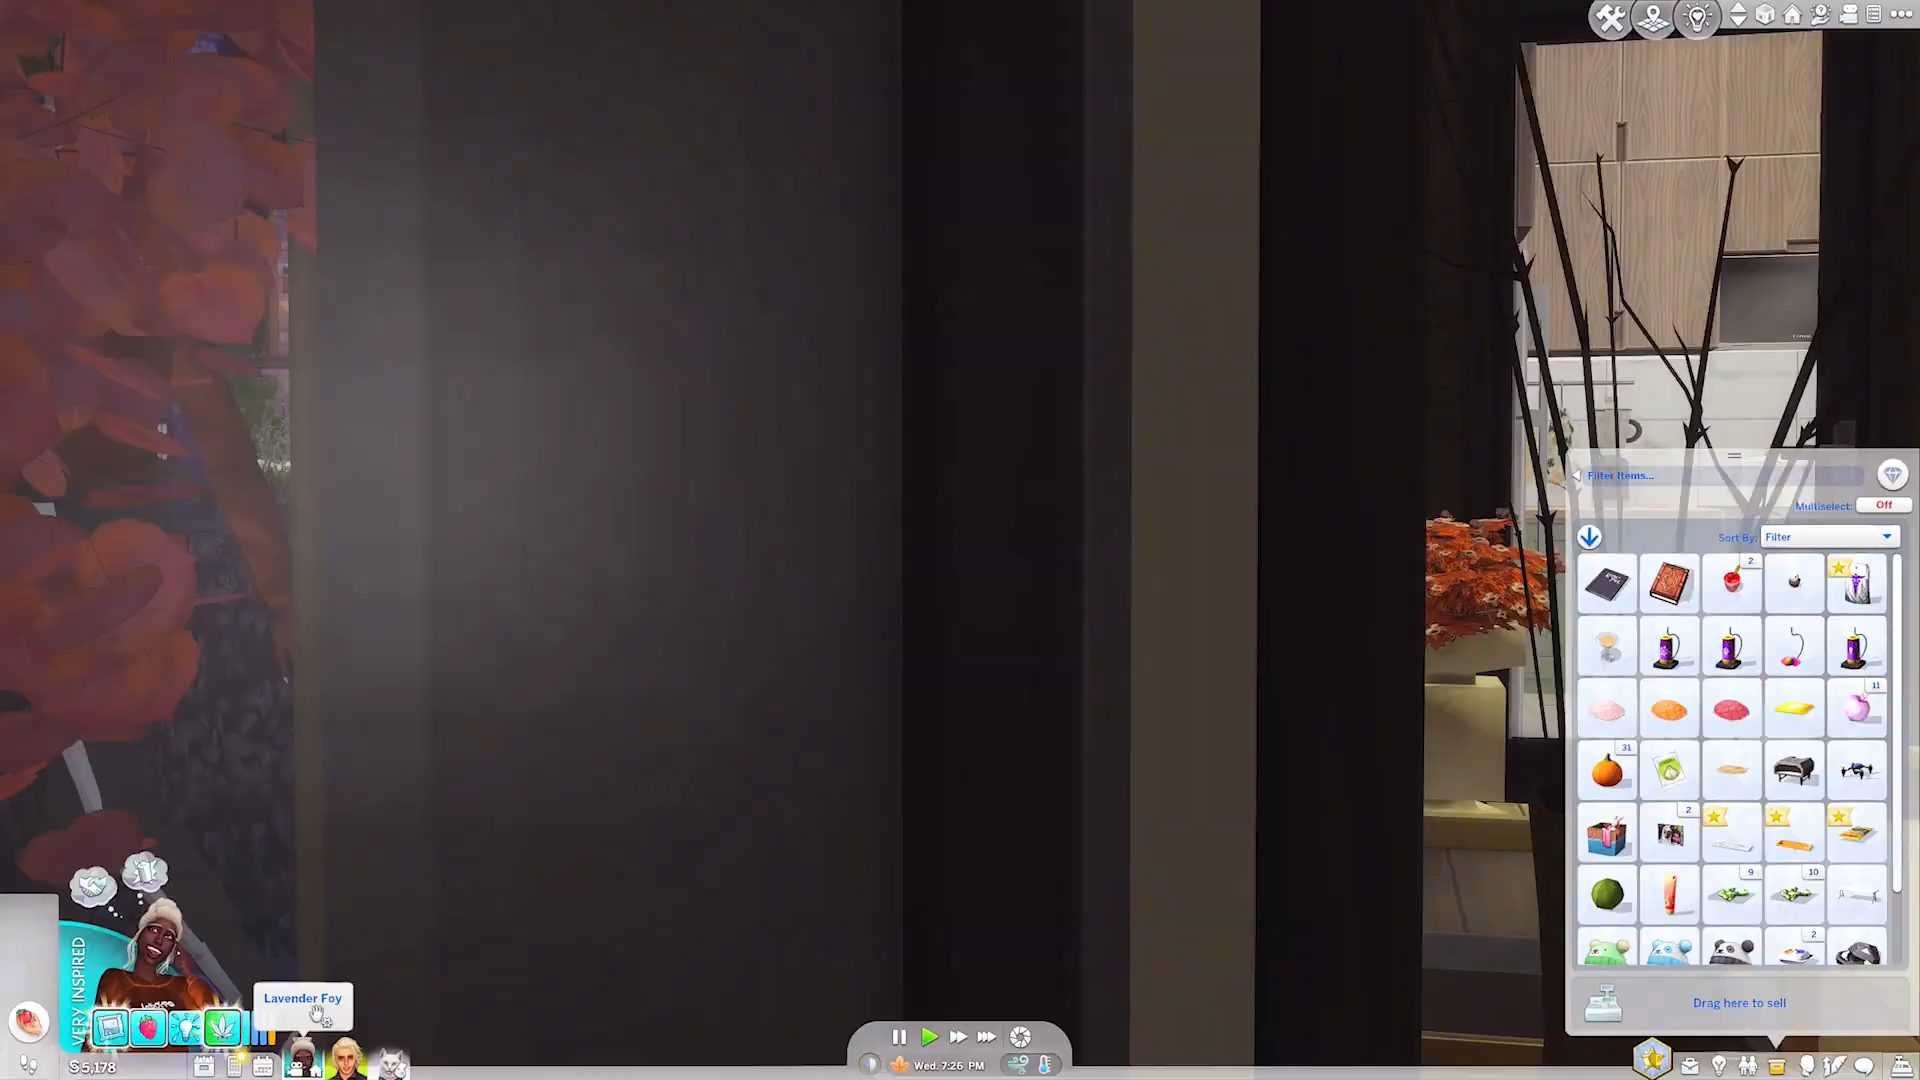 Filter Items...
Multiselect: Off
Sort By: Filter
2
11
31
2
9
10
2
Drag here to sell
VERY INSPIRED
Lavender Foy
§5,178
Wed. 7:26 PM